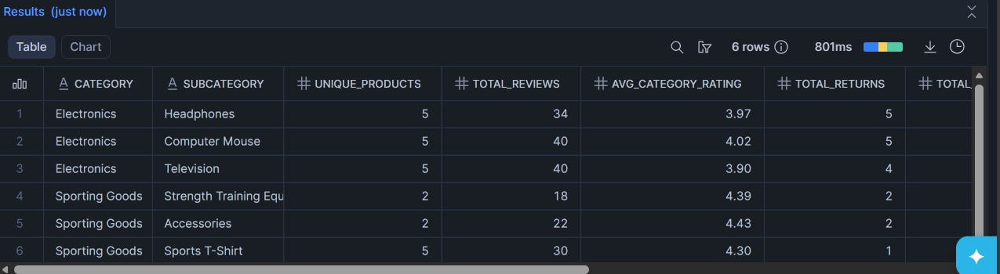 Results (just now)
Table Chart 6 rows 801ms
A CATEGORY A SUBCATEGORY # UNIQUE_PRODUCTS # TOTAL_REVIEWS # AVG_CATEGORY_RATING # TOTAL_RETURNS # TOTAL_
1 Electronics Headphones 5 34 3.97 5
2 Electronics Computer Mouse 5 40 4.02 5
3 Electronics Television 5 40 3.90 4
4 Sporting Goods Strength Training Equ 2 18 4.39 2
5 Sporting Goods Accessories 2 22 4.43 2
6 Sporting Goods Sports T-Shirt 5 30 4.30 1